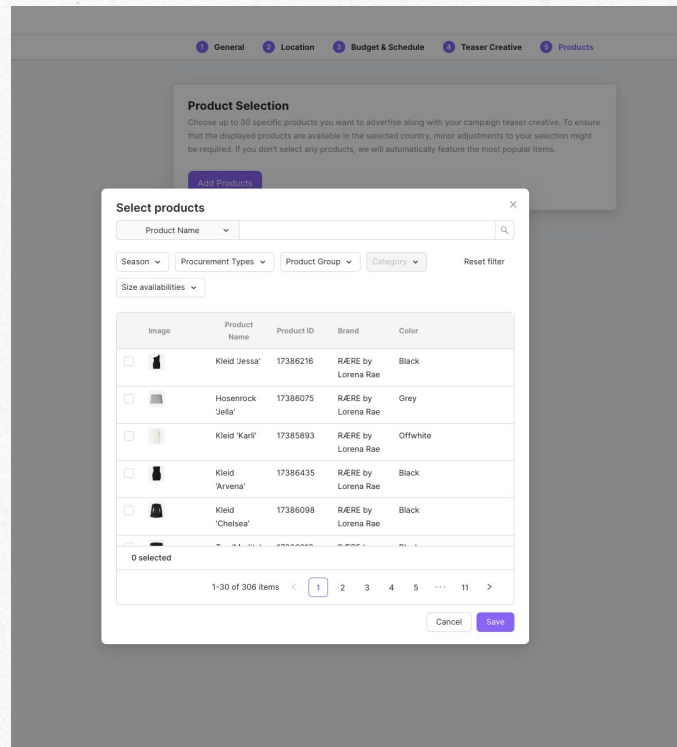 1 General 2 Location 3 Budget & Schedule 4 Teaser Creative 5 Products
Product Selection
Choose up to 30 specific products you want to advertise along with your campaign teaser creative. To ensure
that the displayed products are available in the selected country, minor adjustments to your selection might
be required. If you don't select any products, we will automatically feature the most popular items.
Add Products
Select products
Product Name
Season Procurement Types Product Group Category Reset filter
Size availabilities
Image Product Name Product ID Brand Color
Kleid 'Jessa' 17386216 RÆRE by Lorena Rae Black
Hosenrock 'Jella' 17386075 RÆRE by Lorena Rae Grey
Kleid 'Karli' 17385893 RÆRE by Lorena Rae Offwhite
Kleid 'Arvena' 17386435 RÆRE by Lorena Rae Black
Kleid 'Chelsea' 17386098 RÆRE by Lorena Rae Black
0 selected
1-30 of 306 items < 1 2 3 4 5 ••• 11 >
Cancel Save